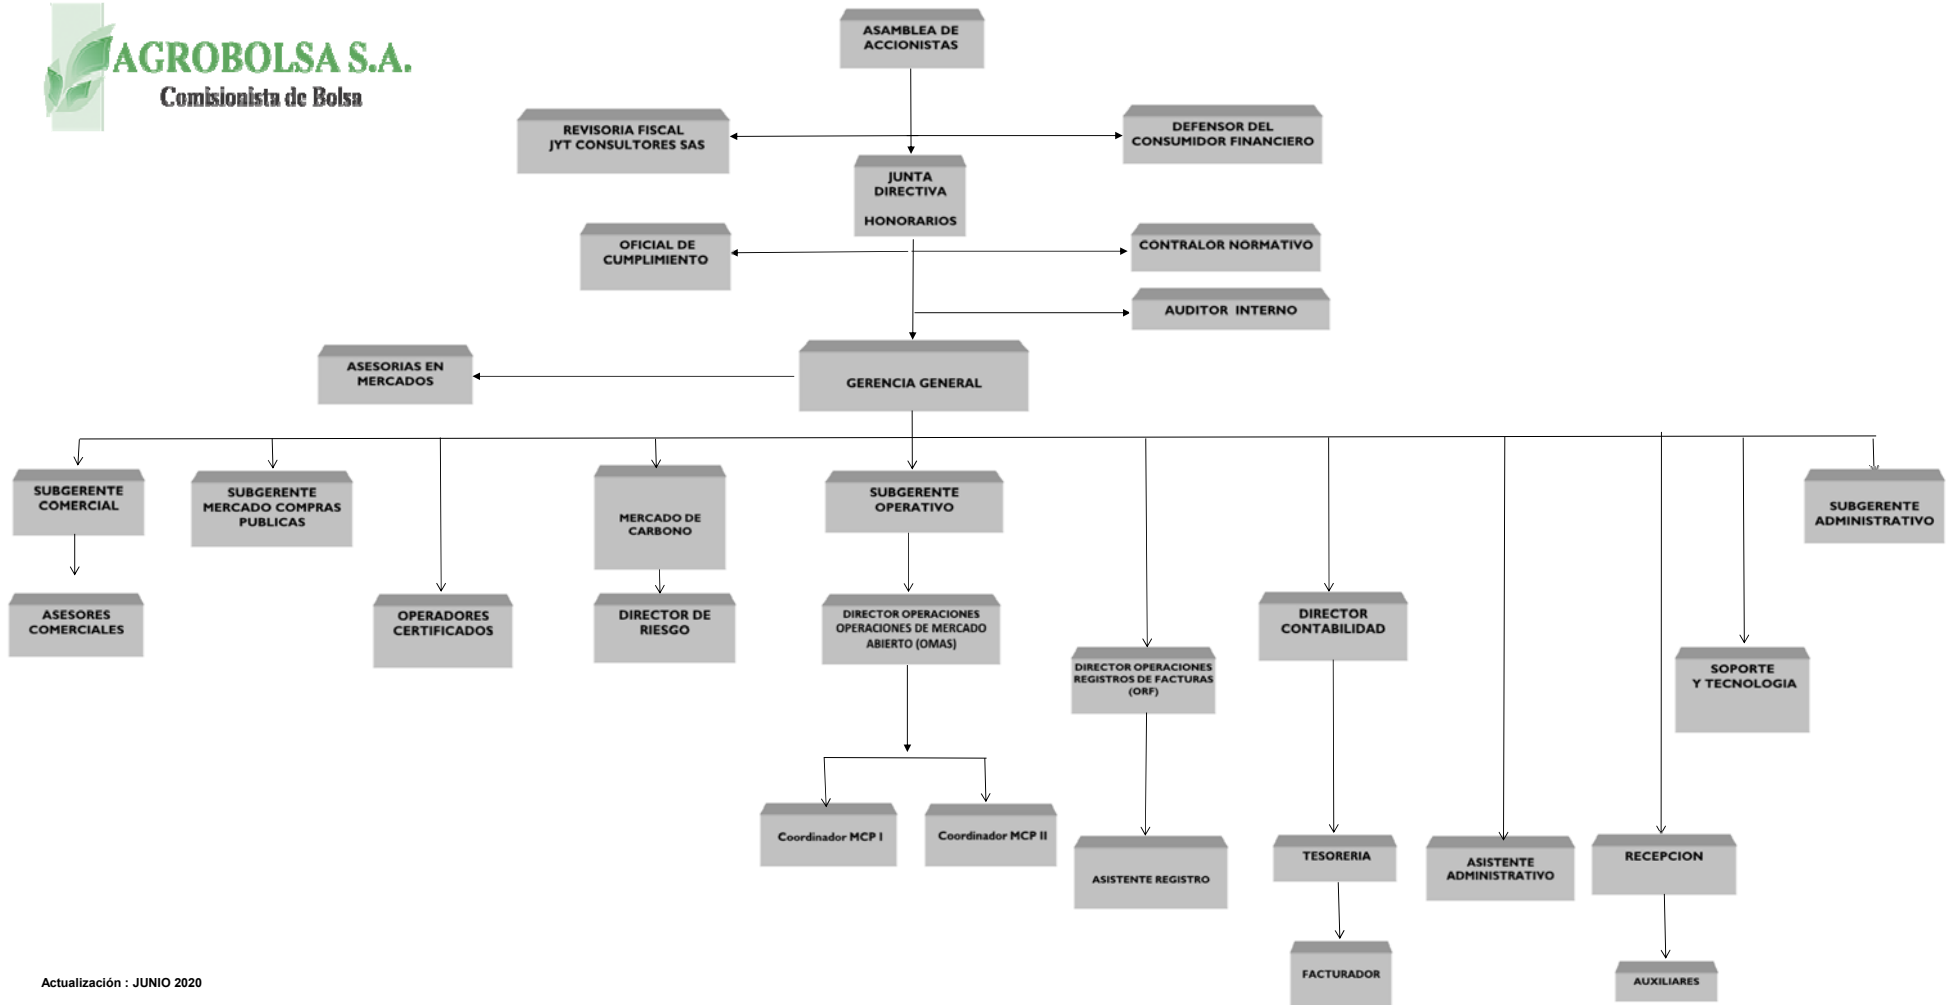 AGROBOLSA S.A.
Comisionista de Bolsa
ASAMBLEA DE
ACCIONISTAS
REVISORIA FISCAL
JYT CONSULTORES SAS
DEFENSOR DEL
CONSUMIDOR FINANCIERO
JUNTA
DIRECTIVA
HONORARIOS
OFICIAL DE
CUMPLIMIENTO
CONTRALOR NORMATIVO
AUDITOR INTERNO
ASESORIAS EN
MERCADOS
GERENCIA GENERAL
SUBGERENTE
COMERCIAL
SUBGERENTE
MERCADO COMPRAS
PUBLICAS
MERCADO DE
CARBONO
SUBGERENTE
OPERATIVO
SUBGERENTE
ADMINISTRATIVO
ASESORES
COMERCIALES
OPERADORES
CERTIFICADOS
DIRECTOR DE
RIESGO
DIRECTOR OPERACIONES
OPERACIONES DE MERCADO
ABIERTO (OMAS)
DIRECTOR OPERACIONES
REGISTROS DE FACTURAS
(ORF)
DIRECTOR
CONTABILIDAD
SOPORTE
Y TECNOLOGIA
Coordinador MCP I
Coordinador MCP II
ASISTENTE REGISTRO
TESORERIA
ASISTENTE
ADMINISTRATIVO
RECEPCION
FACTURADOR
AUXILIARES
Actualización : JUNIO 2020